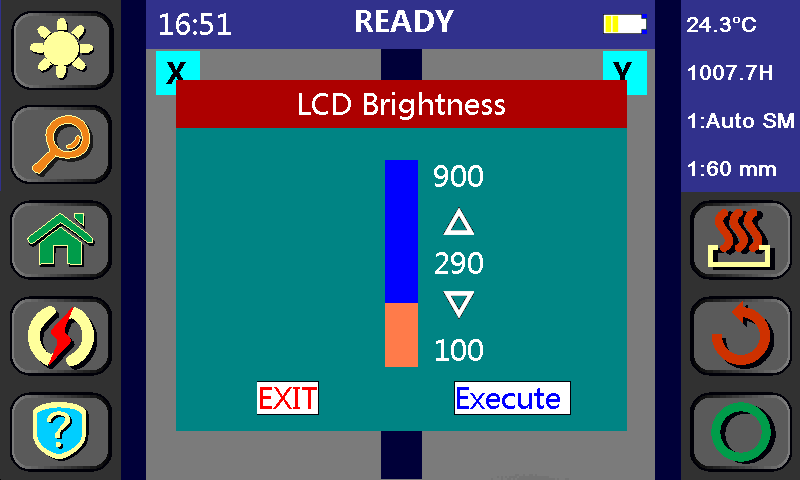 16:51
READY
24.3°C
1007.7H
1:Auto SM
1:60 mm
X
Y
LCD Brightness
900
290
100
EXIT
Execute
?